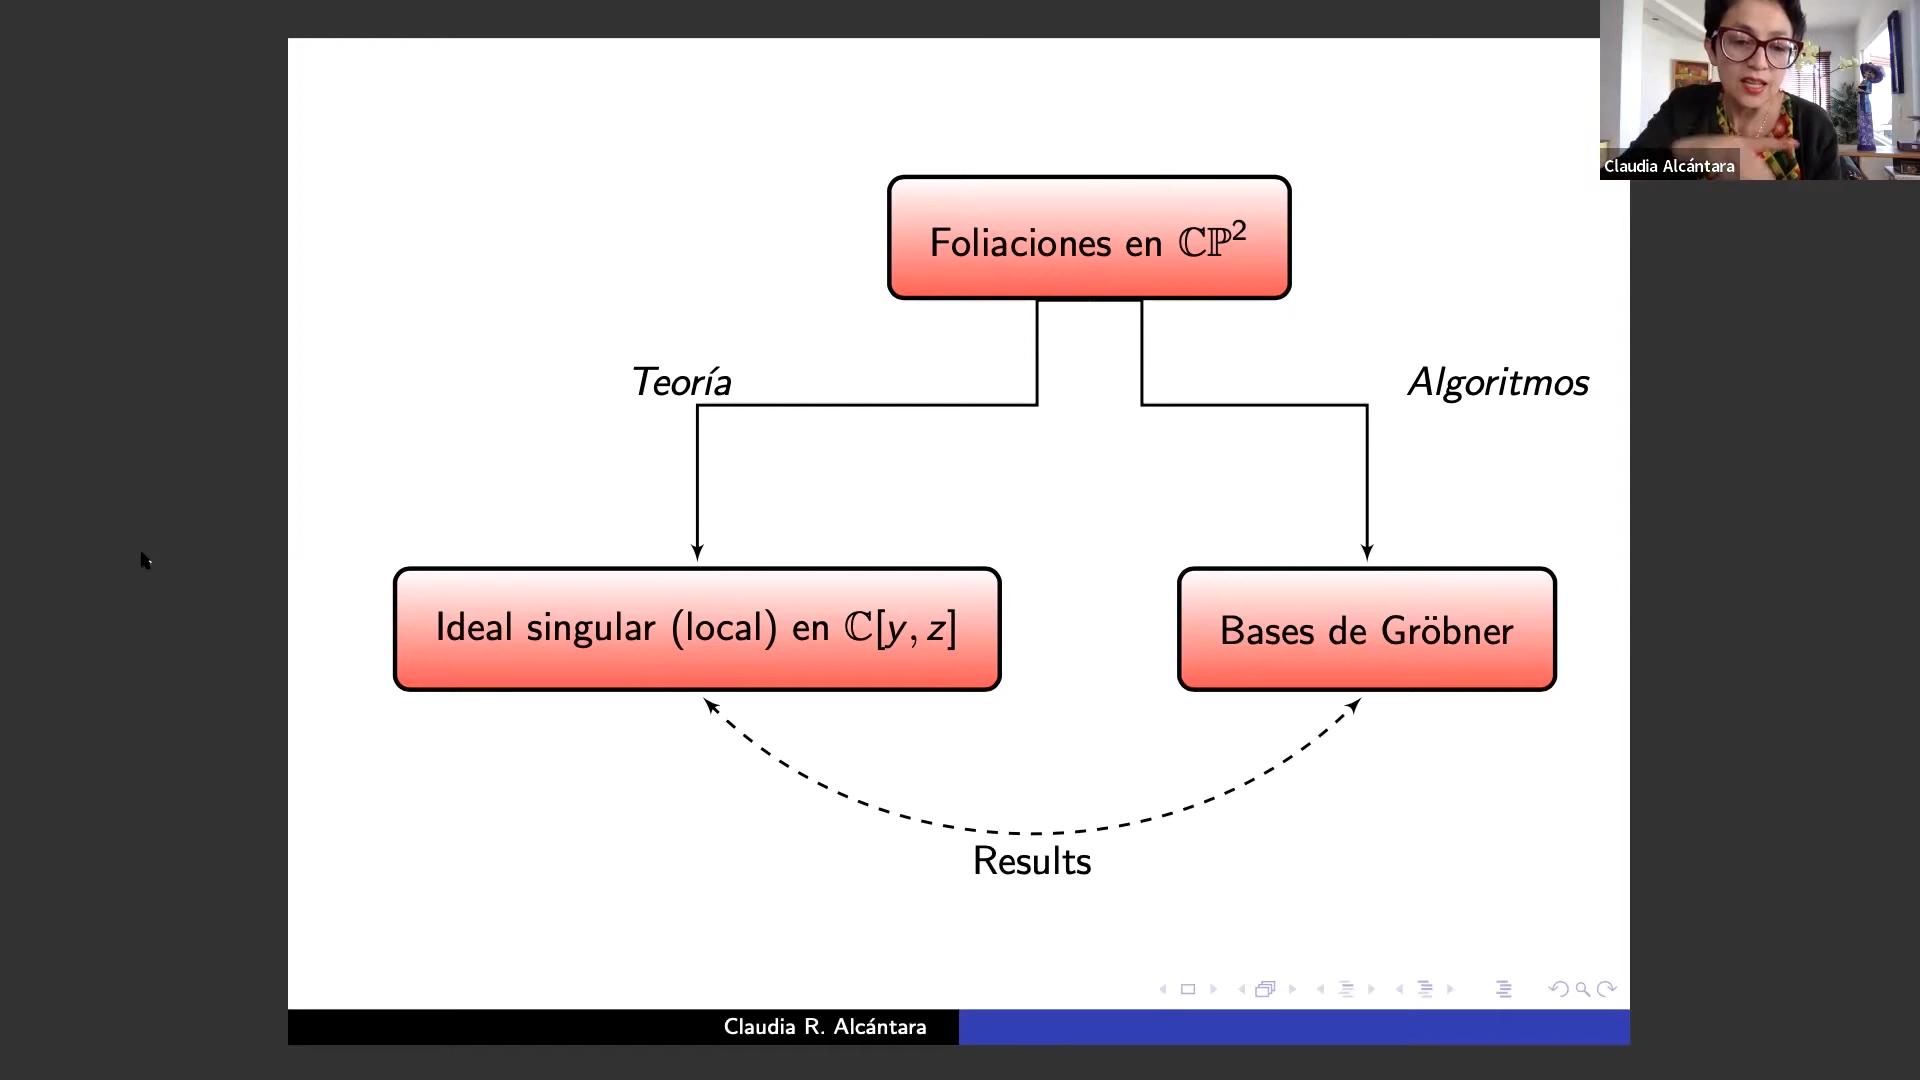 Claudia Alcántara
Foliaciones en ℂℙ²
Teoría
Algoritmos
Ideal singular (local) en ℂ[y, z]
Bases de Gröbner
Results
Claudia R. Alcántara